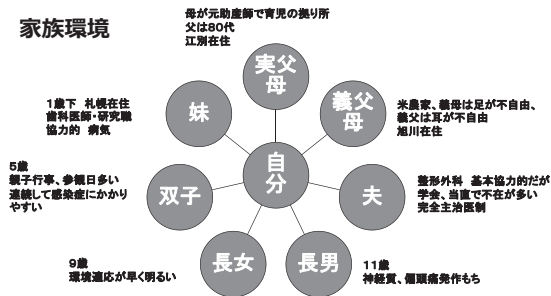 家族環境
母が元助産師で育児の拠り所
父は80代
江別在住
実父
母
義父
母
米農家、義母は足が不自由、
義父は耳が不自由
旭川在住
妹
1歳下 札幌在住
歯科医師・研究職
協力的 病気
自
分
5歳
親子行事、参観日多い
連続して感染症にかかり
やすい
双子
夫
整形外科 基本協力的だが
学会、当直で不在が多い
完全主治医制
長女
9歳
環境適応が早く明るい
長男
11歳
神経質、偏頭痛発作もち